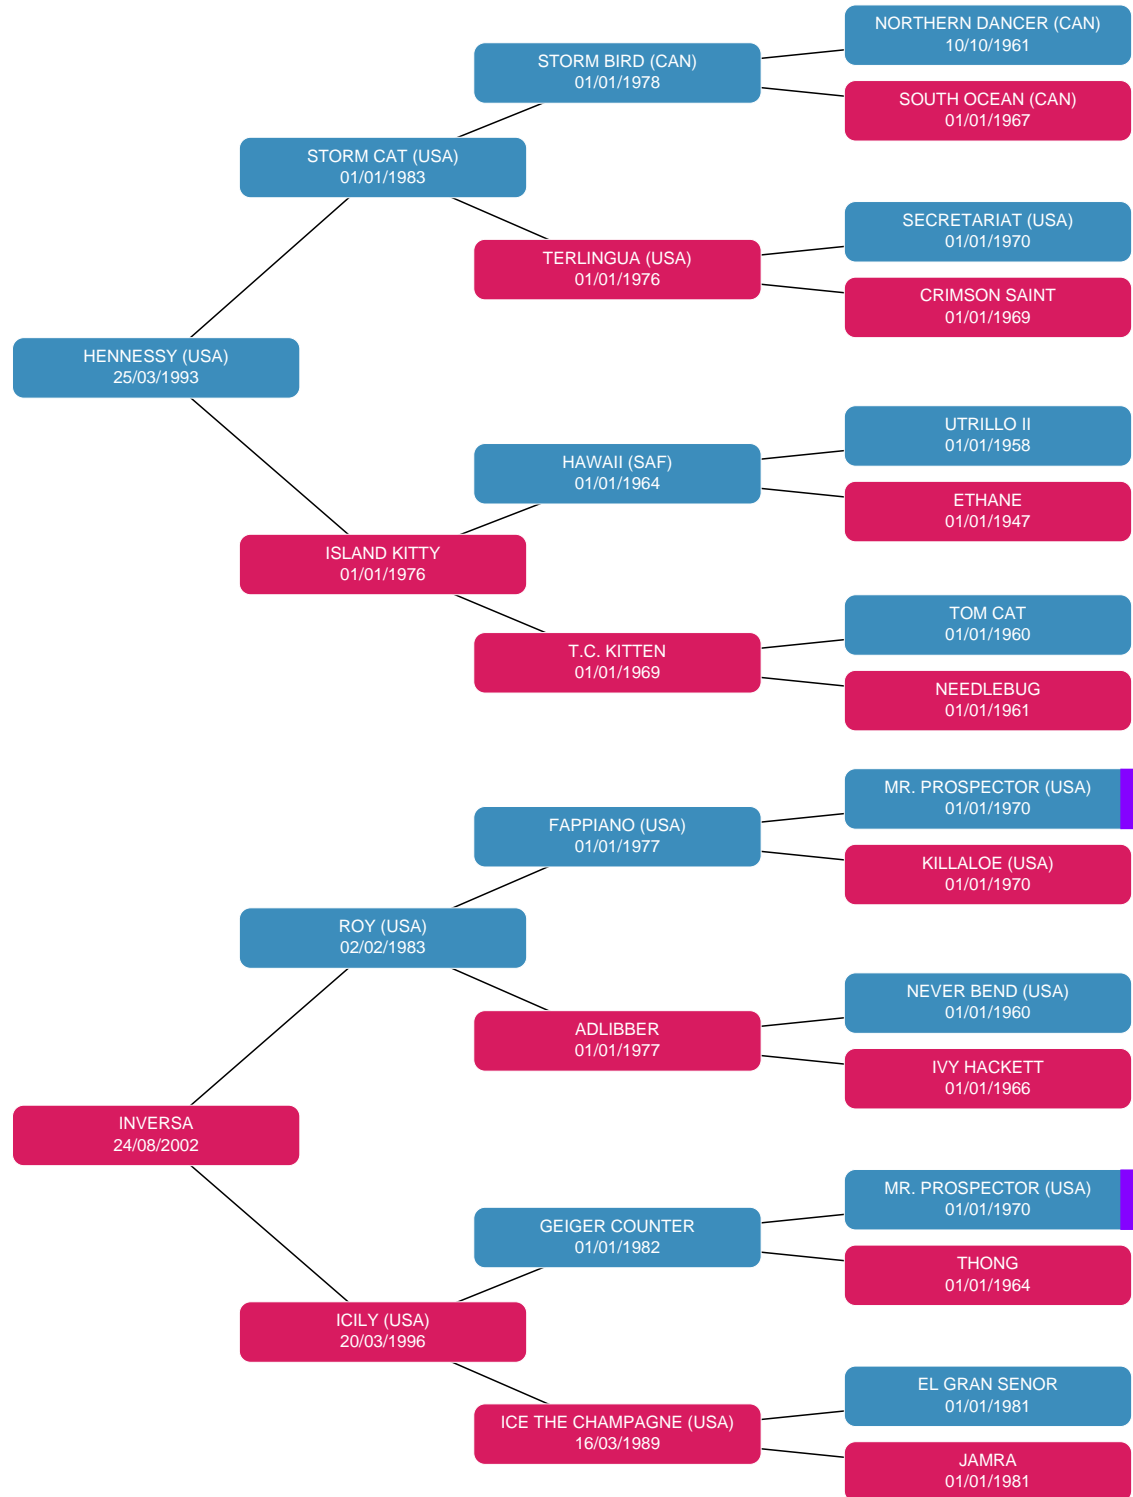 NORTHERN DANCER (CAN)
10/10/1961
STORM BIRD (CAN)
01/01/1978
SOUTH OCEAN (CAN)
01/01/1967
STORM CAT (USA)
01/01/1983
SECRETARIAT (USA)
01/01/1970
TERLINGUA (USA)
01/01/1976
CRIMSON SAINT
01/01/1969
HENNESSY (USA)
25/03/1993
UTRILLO II
01/01/1958
HAWAII (SAF)
01/01/1964
ETHANE
01/01/1947
ISLAND KITTY
01/01/1976
TOM CAT
01/01/1960
T.C. KITTEN
01/01/1969
NEEDLEBUG
01/01/1961
MR. PROSPECTOR (USA)
01/01/1970
FAPPIANO (USA)
01/01/1977
KILLALOE (USA)
01/01/1970
ROY (USA)
02/02/1983
NEVER BEND (USA)
01/01/1960
ADLIBBER
01/01/1977
IVY HACKETT
01/01/1966
INVERSA
24/08/2002
MR. PROSPECTOR (USA)
01/01/1970
GEIGER COUNTER
01/01/1982
THONG
01/01/1964
ICILY (USA)
20/03/1996
EL GRAN SENOR
01/01/1981
ICE THE CHAMPAGNE (USA)
16/03/1989
JAMRA
01/01/1981